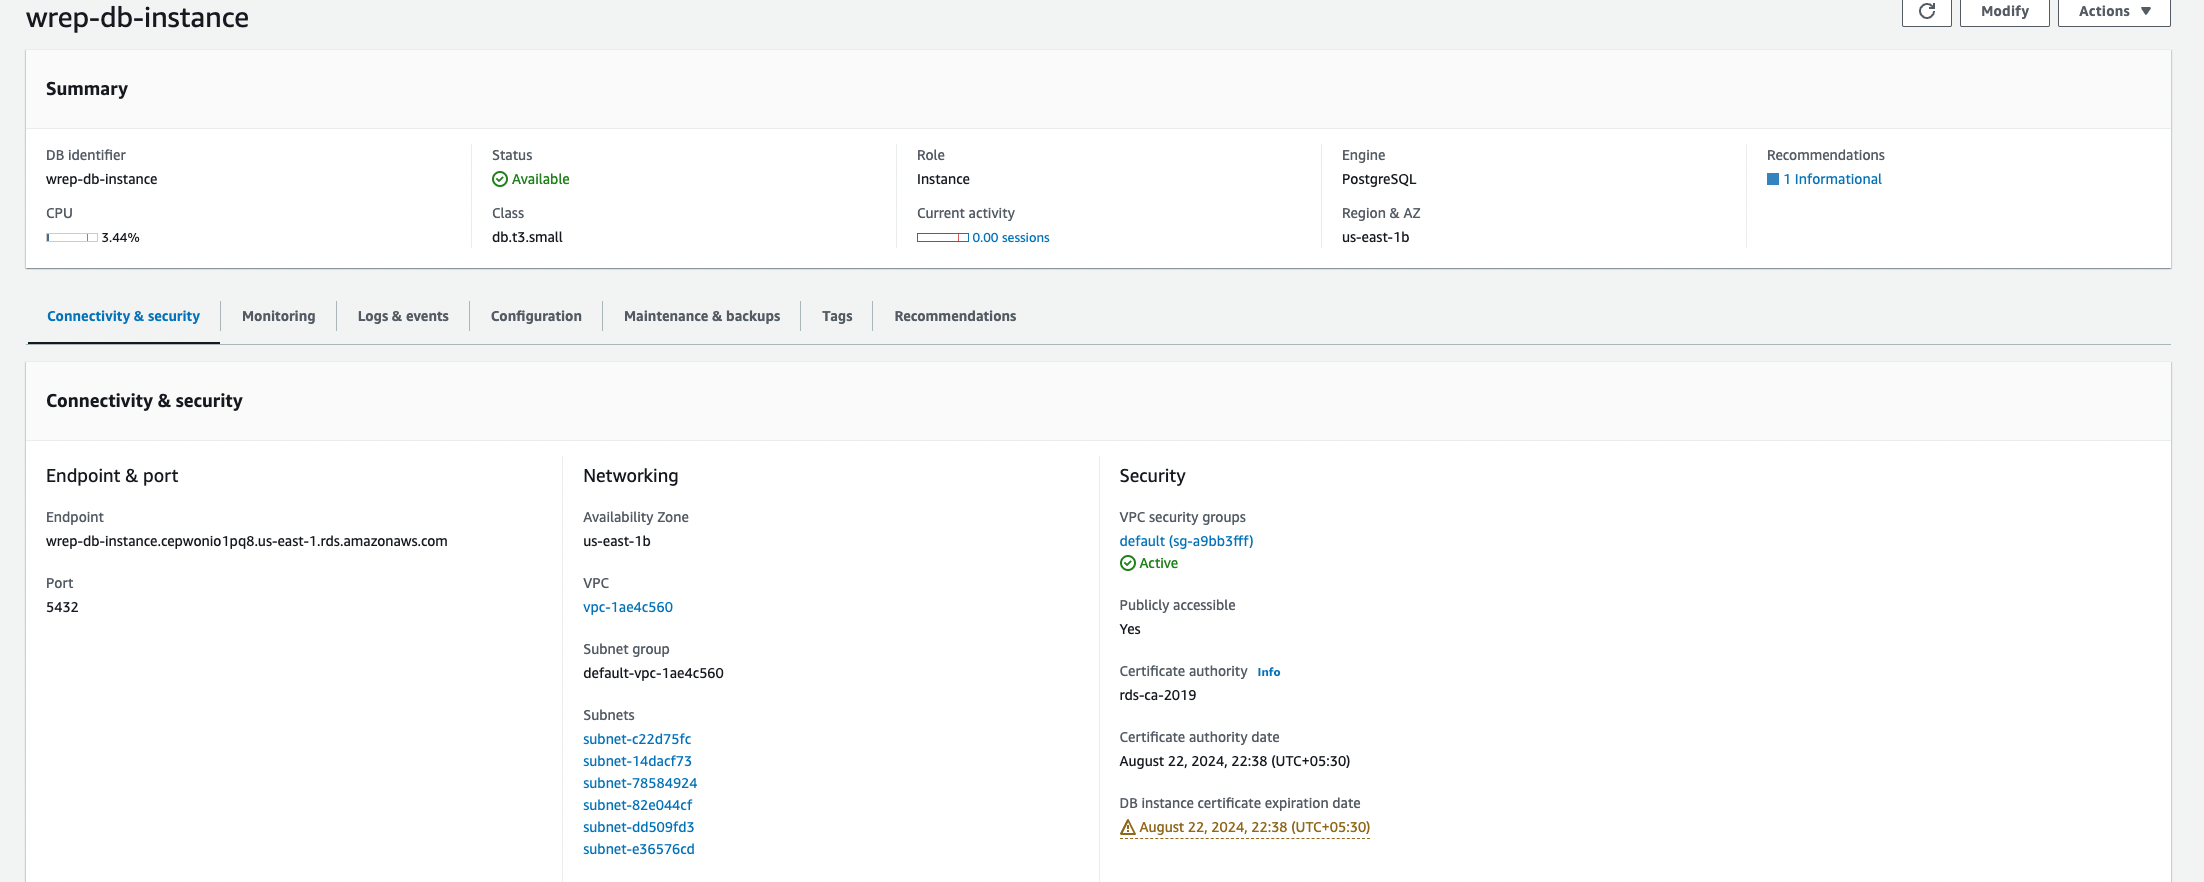 wrep-db-instance
Modify
Actions
Summary
DB identifier
wrep-db-instance
CPU
3.44%
Status
Available
Class
db.t3.small
Role
Instance
Current activity
0.00 sessions
Engine
PostgreSQL
Region & AZ
us-east-1b
Recommendations
1 Informational
Connectivity & security
Monitoring
Logs & events
Configuration
Maintenance & backups
Tags
Recommendations
Connectivity & security
Endpoint & port
Endpoint
wrep-db-instance.cepwonio1pq8.us-east-1.rds.amazonaws.com
Port
5432
Networking
Availability Zone
us-east-1b
VPC
vpc-1ae4c560
Subnet group
default-vpc-1ae4c560
Subnets
subnet-c22d75fc
subnet-14dacf73
subnet-78584924
subnet-82e044cf
subnet-dd509fd3
subnet-e36576cd
Security
VPC security groups
default (sg-a9bb3fff)
Active
Publicly accessible
Yes
Certificate authority Info
rds-ca-2019
Certificate authority date
August 22, 2024, 22:38 (UTC+05:30)
DB instance certificate expiration date
August 22, 2024, 22:38 (UTC+05:30)